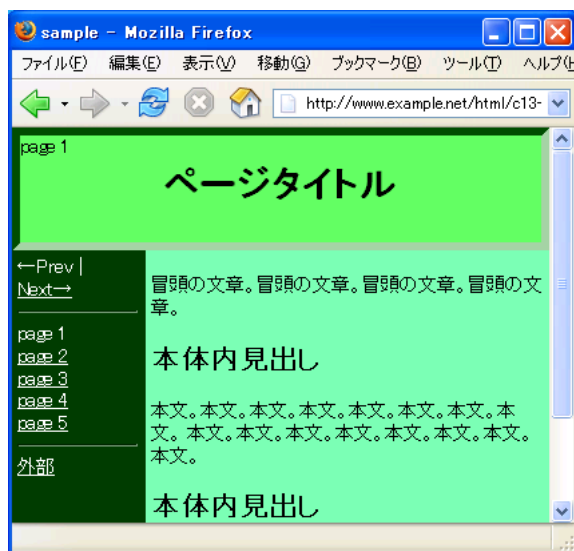 sample - Mozilla Firefox
ファイル(F) 編集(E) 表示(V) 移動(G) ブックマーク(B) ツール(T) ヘルプ(H
http://www.example.net/html/c13-
page 1
ページタイトル
←Prev |
Next→
page 1
page 2
page 3
page 4
page 5
外部
冒頭の文章。冒頭の文章。冒頭の文章。冒頭の文
章。
本体内見出し
本文。本文。本文。本文。本文。本文。本文。本
文。 本文。本文。本文。本文。本文。本文。本文。
本文。
本体内見出し